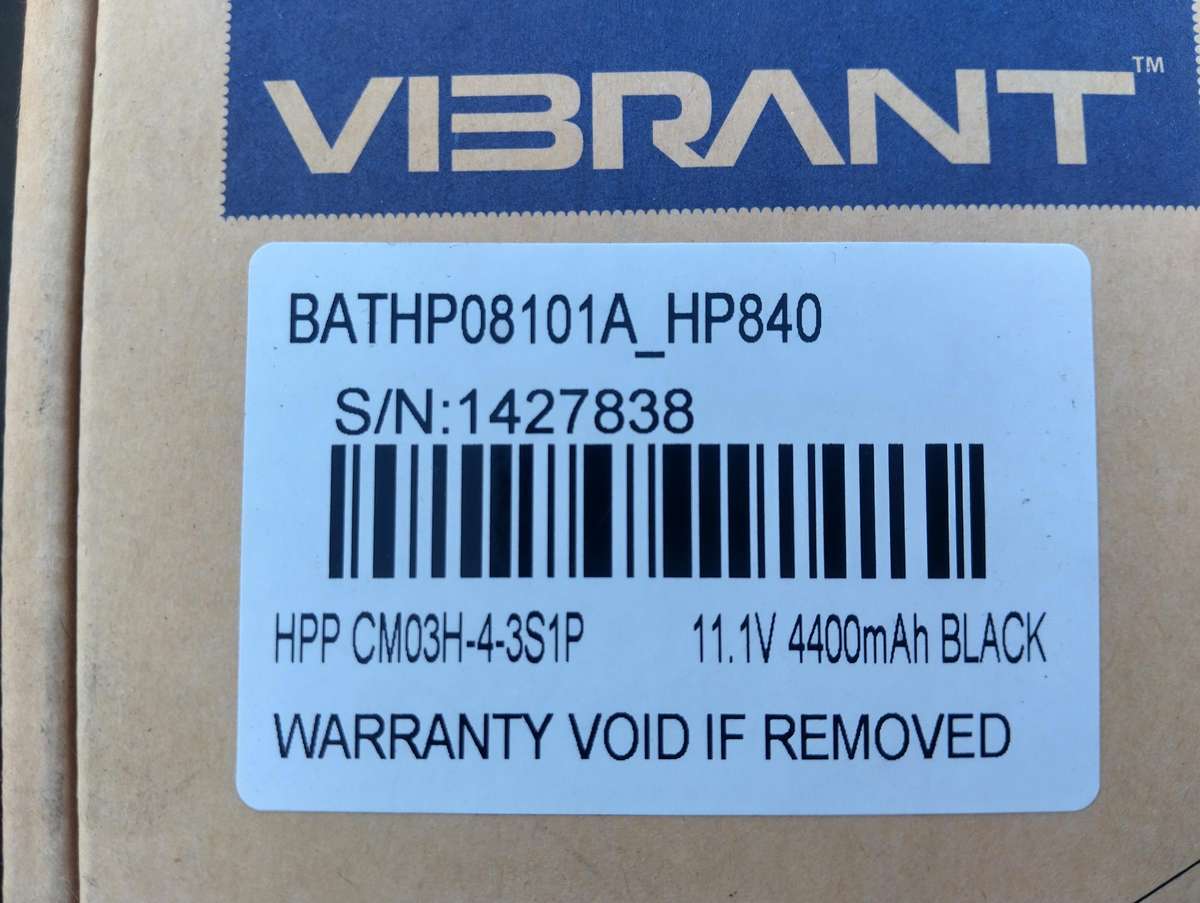 VIBRANT™
BATHP08101A_HP840
S/N:1427838
HPP CM03H-4-3S1P 11.1V 4400mAh BLACK
WARRANTY VOID IF REMOVED